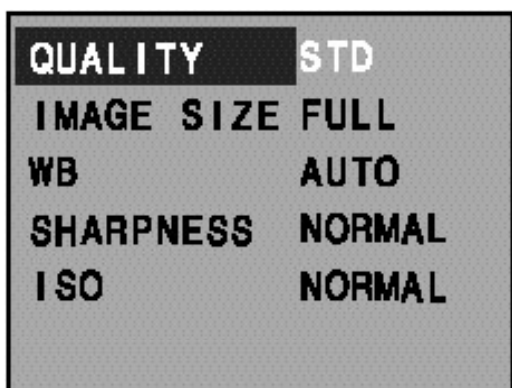 QUALITY STD
IMAGE SIZE FULL
WB AUTO
SHARPNESS NORMAL
ISO NORMAL